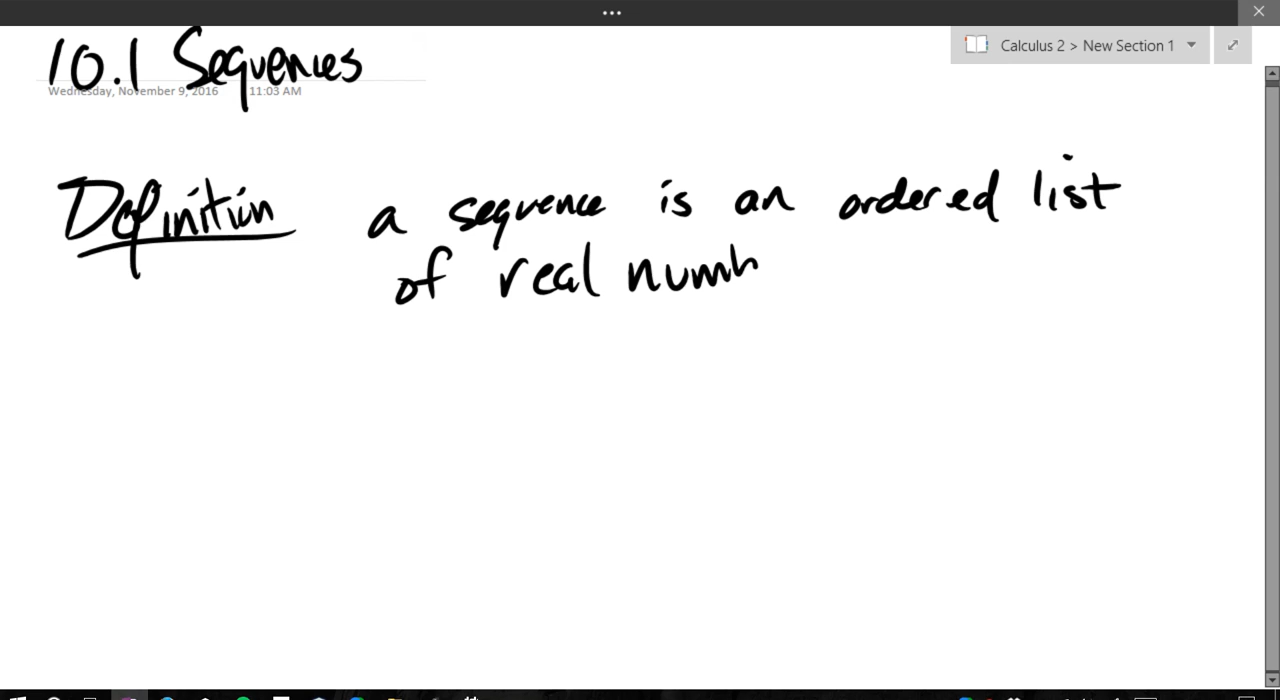 10.1 Sequences
Calculus 2 > New Section 1
Wednesday, November 9, 2016 11:03 AM
Definition a sequence is an ordered list
of real numb